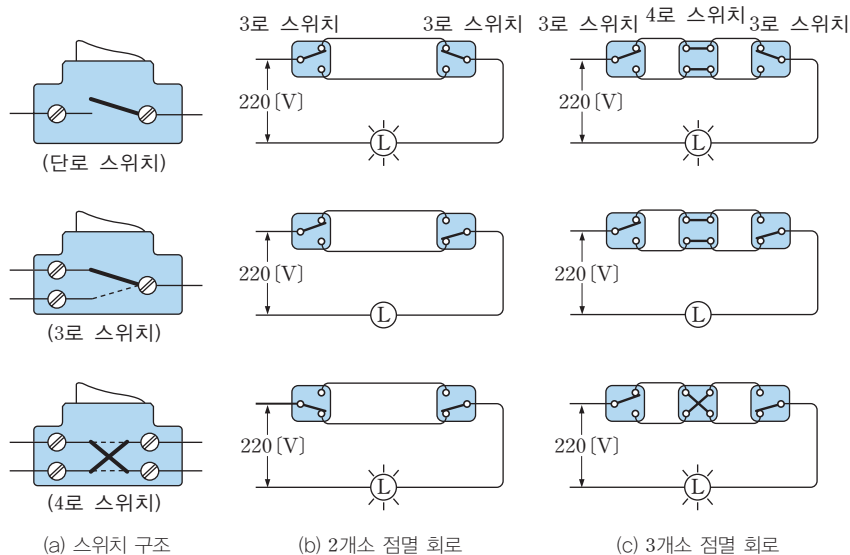 3로 스위치 3로 스위치 3로 스위치 4로 스위치 3로 스위치
220[V] 220[V]
L L
(단로 스위치)
220[V] 220[V]
L L
(3로 스위치)
220[V] 220[V]
L L
(4로 스위치)
(a) 스위치 구조 (b) 2개소 점멸 회로 (c) 3개소 점멸 회로